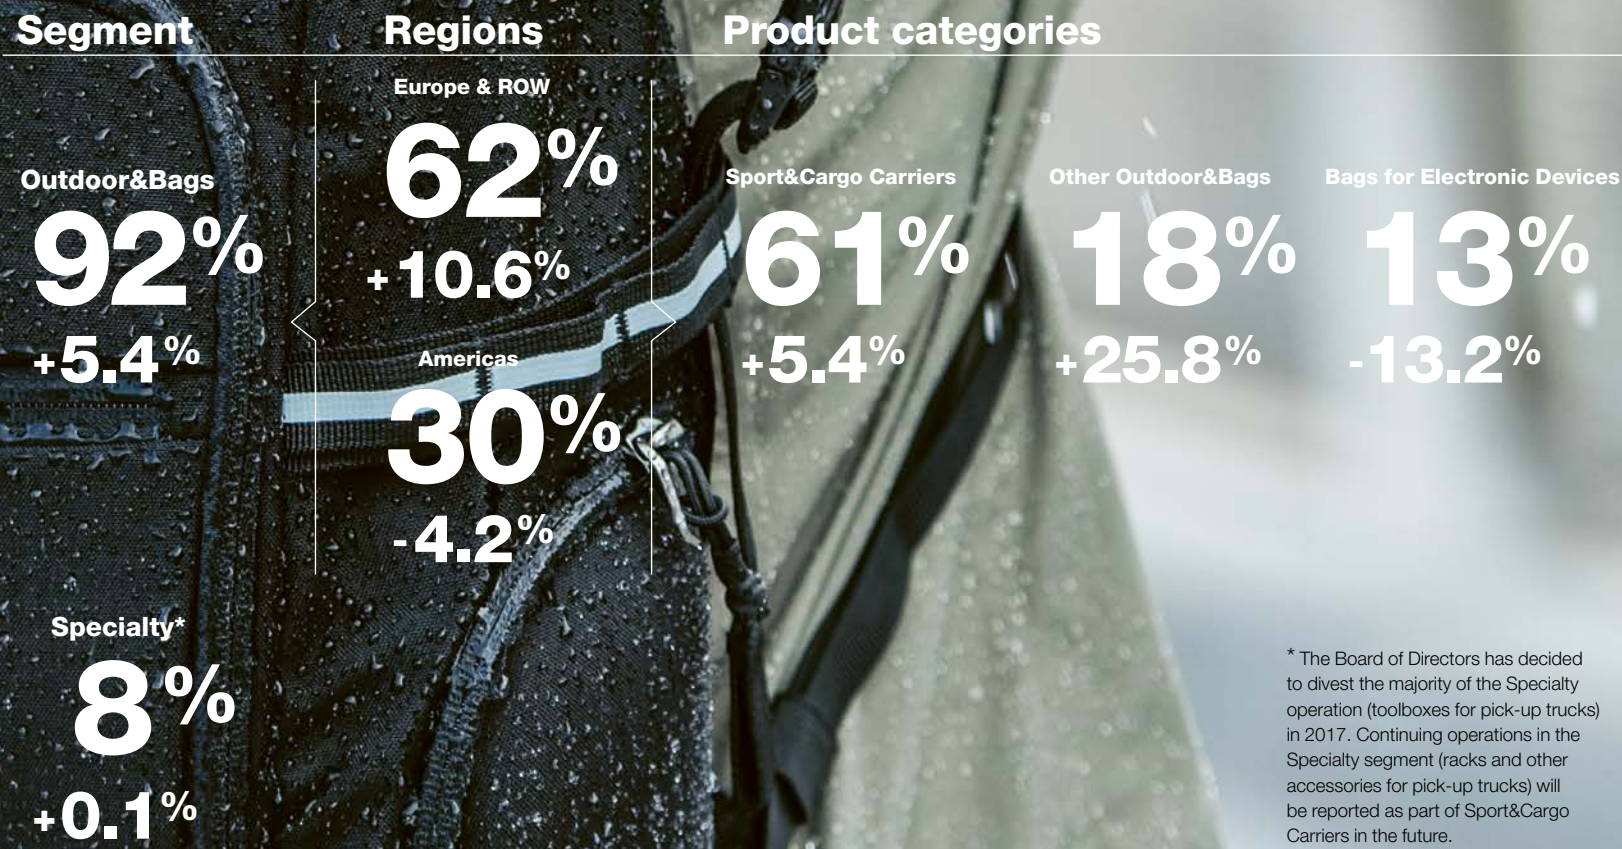 Segment
Regions
Product categories
Outdoor&Bags
92%
+5.4%
Europe & ROW
62%
+10.6%
Americas
30%
-4.2%
Sport&Cargo Carriers
61%
+5.4%
Other Outdoor&Bags
18%
+25.8%
Bags for Electronic Devices
13%
-13.2%
Specialty*
8%
+0.1%
* The Board of Directors has decided
to divest the majority of the Specialty
operation (toolboxes for pick-up trucks)
in 2017. Continuing operations in the
Specialty segment (racks and other
accessories for pick-up trucks) will
be reported as part of Sport&Cargo
Carriers in the future.